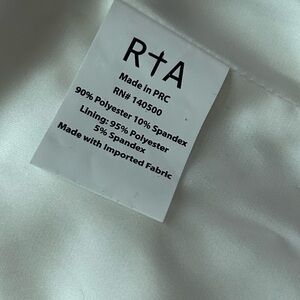 R†A
Made in PRC
RN# 140500
90% Polyester 10% Spandex
Lining: 95% Polyester
5% Spandex
Made with Imported Fabric